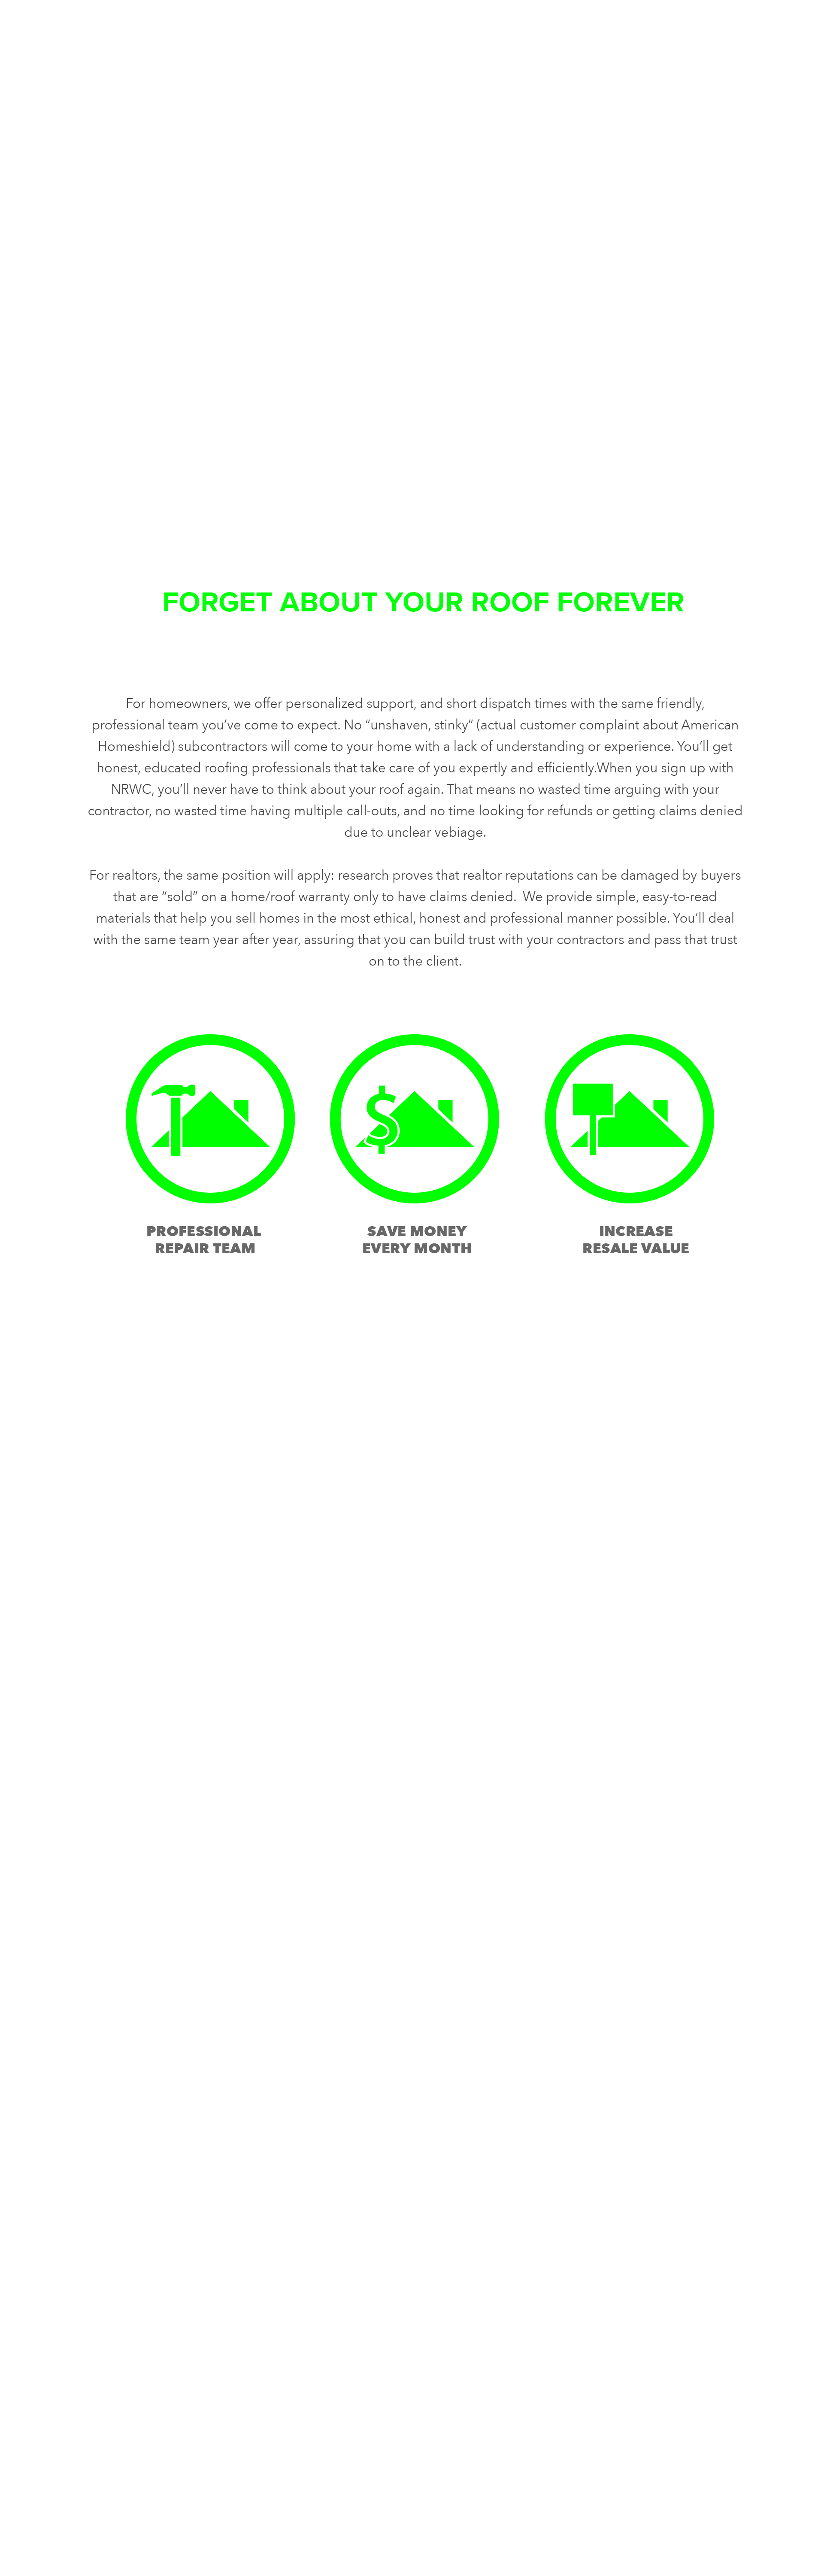 FORGET ABOUT YOUR ROOF FOREVER
For homeowners, we offer personalized support, and short dispatch times with the same friendly,
professional team you’ve come to expect. No “unshaven, stinky” (actual customer complaint about American
Homeshield) subcontractors will come to your home with a lack of understanding or experience. You’ll get
honest, educated roofing professionals that take care of you expertly and efficiently.When you sign up with
NRWC, you’ll never have to think about your roof again. That means no wasted time arguing with your
contractor, no wasted time having multiple call-outs, and no time looking for refunds or getting claims denied
due to unclear vebiage.
For realtors, the same position will apply: research proves that realtor reputations can be damaged by buyers
that are “sold” on a home/roof warranty only to have claims denied.  We provide simple, easy-to-read
materials that help you sell homes in the most ethical, honest and professional manner possible. You’ll deal
with the same team year after year, assuring that you can build trust with your contractors and pass that trust
on to the client.
PROFESSIONAL
REPAIR TEAM
SAVE MONEY
EVERY MONTH
INCREASE
RESALE VALUE